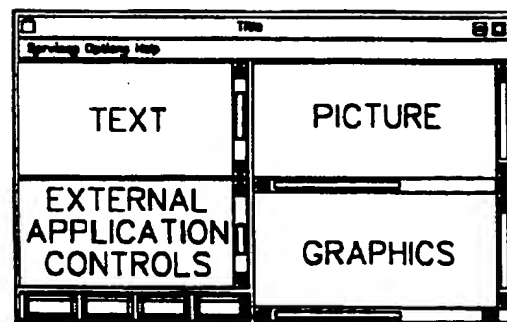 Title
Services Options Help
TEXT
PICTURE
EXTERNAL
APPLICATION
CONTROLS
GRAPHICS